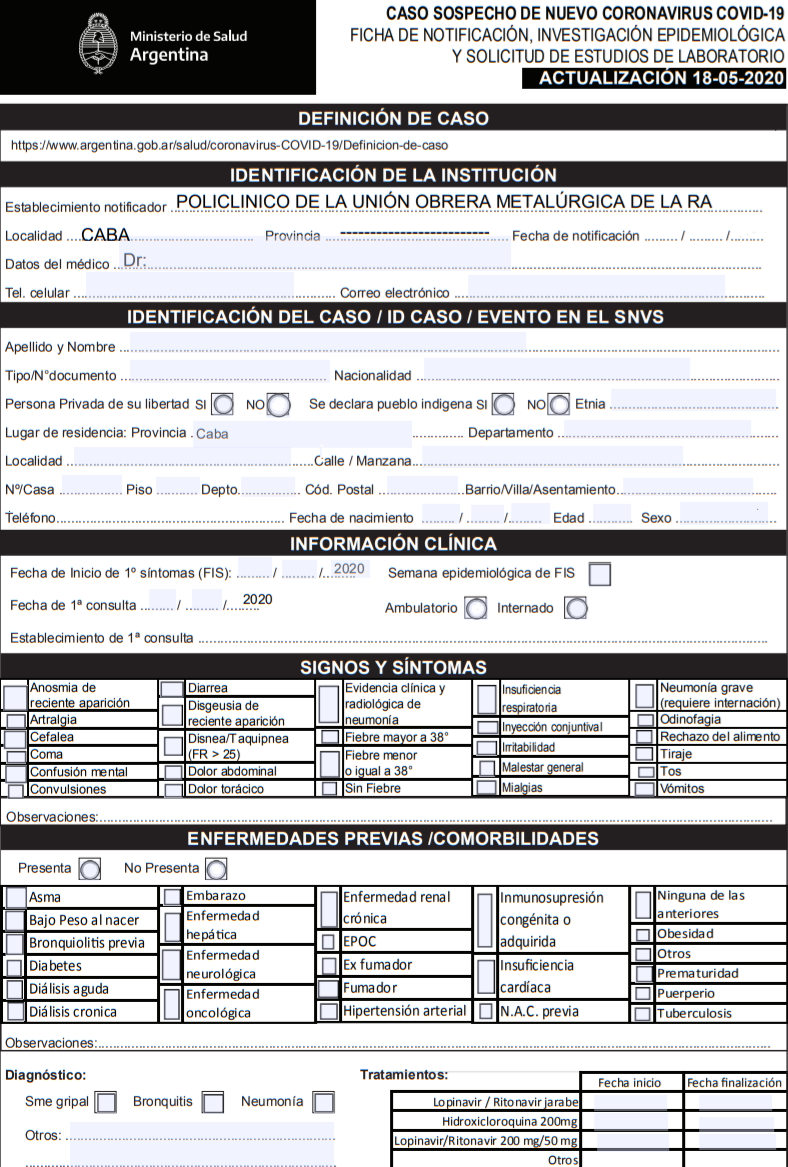 Ministerio de Salud
Argentina
CASO SOSPECHO DE NUEVO CORONAVIRUS COVID-19
FICHA DE NOTIFICACIÓN, INVESTIGACIÓN EPIDEMIOLÓGICA
Y SOLICITUD DE ESTUDIOS DE LABORATORIO
ACTUALIZACIÓN 18-05-2020
DEFINICIÓN DE CASO
https://www.argentina.gob.ar/salud/coronavirus-COVID-19/Definicion-de-caso
IDENTIFICACIÓN DE LA INSTITUCIÓN
Establecimiento notificador POLICLINICO DE LA UNIÓN OBRERA METALÚRGICA DE LA RA
Localidad CABA Provincia ------------------------- Fecha de notificación ........ / ........ /........
Datos del médico Dr:
Tel. celular Correo electrónico
IDENTIFICACIÓN DEL CASO / ID CASO / EVENTO EN EL SNVS
Apellido y Nombre
Tipo/N°documento Nacionalidad
Persona Privada de su libertad SI NO Se declara pueblo indigena SI NO Etnia
Lugar de residencia: Provincia . Caba Departamento
Localidad Calle / Manzana
Nº/Casa Piso Depto Cód. Postal Barrio/Villa/Asentamiento
Teléfono Fecha de nacimiento ........ / ........ /........ Edad Sexo
INFORMACIÓN CLÍNICA
Fecha de Inicio de 1º síntomas (FIS): ........ / ........ /..2020 Semana epidemiológica de FIS
Fecha de 1ª consulta ........ / ........ /..2020 Ambulatorio Internado
Establecimiento de 1ª consulta
SIGNOS Y SÍNTOMAS
Anosmia de
reciente aparición
Artralgia
Cefalea
Coma
Confusión mental
Convulsiones
Diarrea
Disgeusia de
reciente aparición
Disnea/Taquipnea
(FR > 25)
Dolor abdominal
Dolor torácico
Evidencia clínica y
radiológica de
neumonía
Fiebre mayor a 38°
Fiebre menor
o igual a 38°
Sin Fiebre
Insuficiencia
respiratoria
Inyección conjuntival
Irritabilidad
Malestar general
Mialgias
Neumonía grave
(requiere internación)
Odinofagia
Rechazo del alimento
Tiraje
Tos
Vómitos
Observaciones:
ENFERMEDADES PREVIAS /COMORBILIDADES
Presenta No Presenta
Asma
Bajo Peso al nacer
Bronquiolitis previa
Diabetes
Diálisis aguda
Diálisis cronica
Embarazo
Enfermedad
hepática
Enfermedad
neurológica
Enfermedad
oncológica
Enfermedad renal
crónica
EPOC
Ex fumador
Fumador
Hipertensión arterial
Inmunosupresión
congénita o
adquirida
Insuficiencia
cardíaca
N.A.C. previa
Ninguna de las
anteriores
Obesidad
Otros
Prematuridad
Puerperio
Tuberculosis
Observaciones:
Diagnóstico:
Sme gripal Bronquitis Neumonía
Otros:
Tratamientos:
Fecha inicio Fecha finalización
Lopinavir / Ritonavir jarabe
Hidroxicloroquina 200mg
Lopinavir/Ritonavir 200 mg/50 mg
Otros